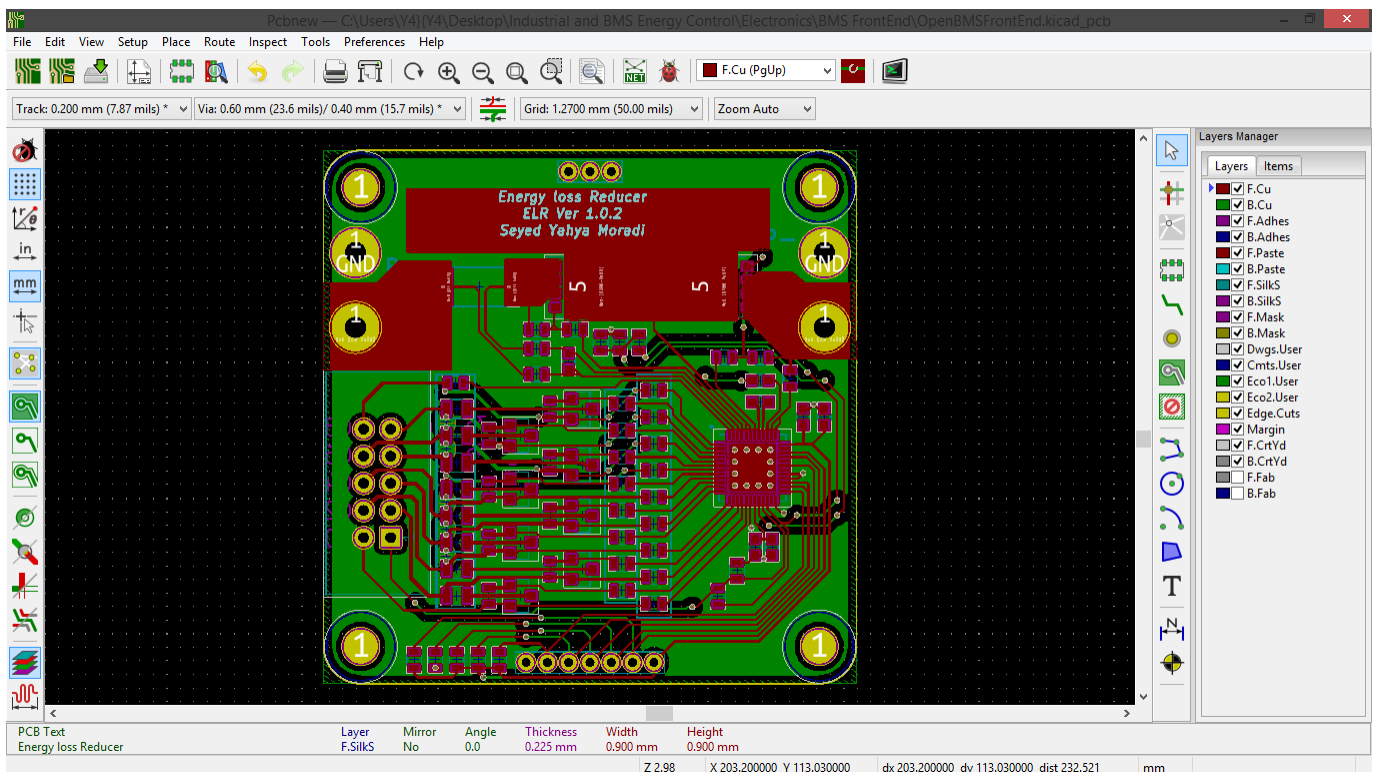 Pcbnew — C:\Users\Y4){Y4\Desktop\Industrial and BMS Energy Control\Electronics\BMS FrontEnd\OpenBMSFrontEnd.kicad_pcb
File Edit View Setup Place Route Inspect Tools Preferences Help
NET F.Cu (PgUp)
Track: 0.200 mm (7.87 mils) * Via: 0.60 mm (23.6 mil)/ 0.40 mm (15.7 mils) * Grid: 1.2700 mm (50.00 mils) Zoom Auto
Layers Manager
Layers Items
F.Cu
B.Cu
F.Adhes
B.Adhes
F.Paste
B.Paste
F.SilkS
B.SilkS
F.Mask
B.Mask
Dwgs.User
Cmts.User
Eco1.User
Eco2.User
Edge.Cuts
Margin
F.CrtYd
B.CrtYd
F.Fab
B.Fab
in
mm
T
N
1 1
Energy loss Reducer
ELR Ver 1.0.2
Seyed Yahya Moradi
1 1
GND GND
5 5
1 1
1 1
PCB Text Layer Mirror Angle Thickness Width Height
Energy loss Reducer F.SilkS No 0.0 0.225 mm 0.900 mm 0.900 mm
Z 2.98 X 203.200000 Y 113.030000 dx 203.200000 dy 113.030000 dist 232.521 mm